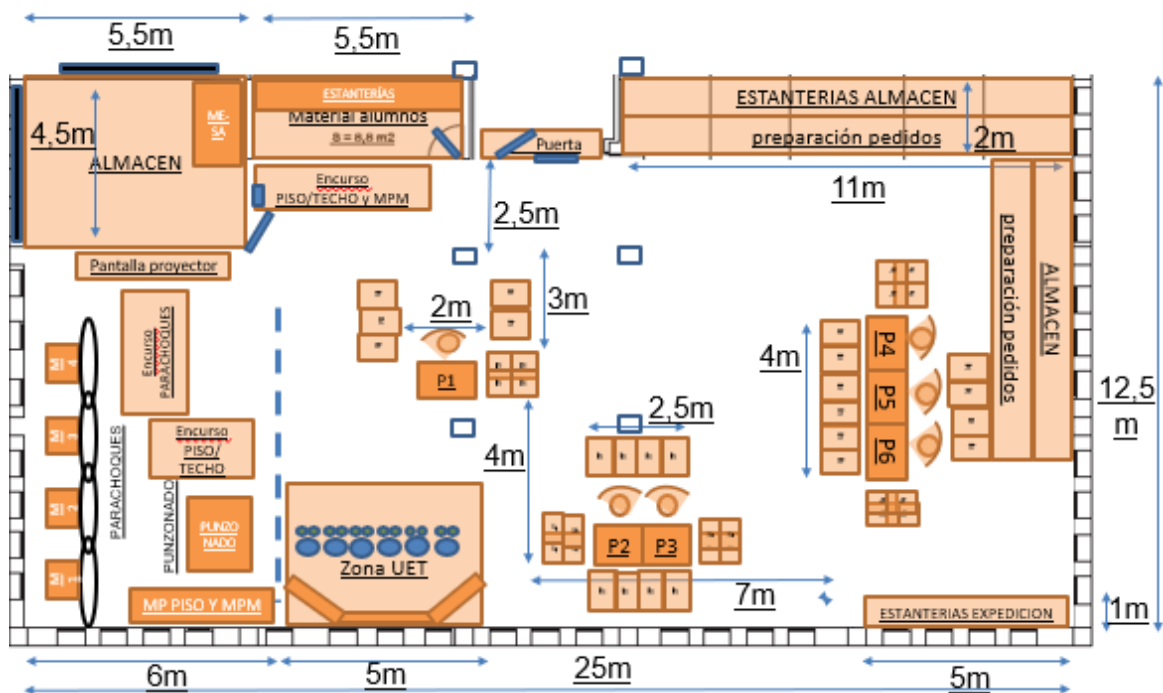 5,5m
5,5m
ESTANTERÍAS
Material alumnos
S = 8,8 m2
ME-
SA
4,5m
ALMACEN
Puerta
ESTANTERIAS ALMACEN
preparación pedidos
2m
11m
Encurso
PISO/TECHO y MPM
2,5m
Pantalla proyector
preparación pedidos
ALMACEN
2m
3m
P1
Encurso
PARACHOQUES
M
4
M
3
M
2
M
PARACHOQUES
Encurso
PISO/
TECHO
PUNZONADO
PUNZO
NADO
MP PISO Y MPM
Zona UET
4m
2,5m
P2
P3
4m
P4
P5
P6
7m
12,5
m
ESTANTERIAS EXPEDICION
1m
6m
5m
25m
5m